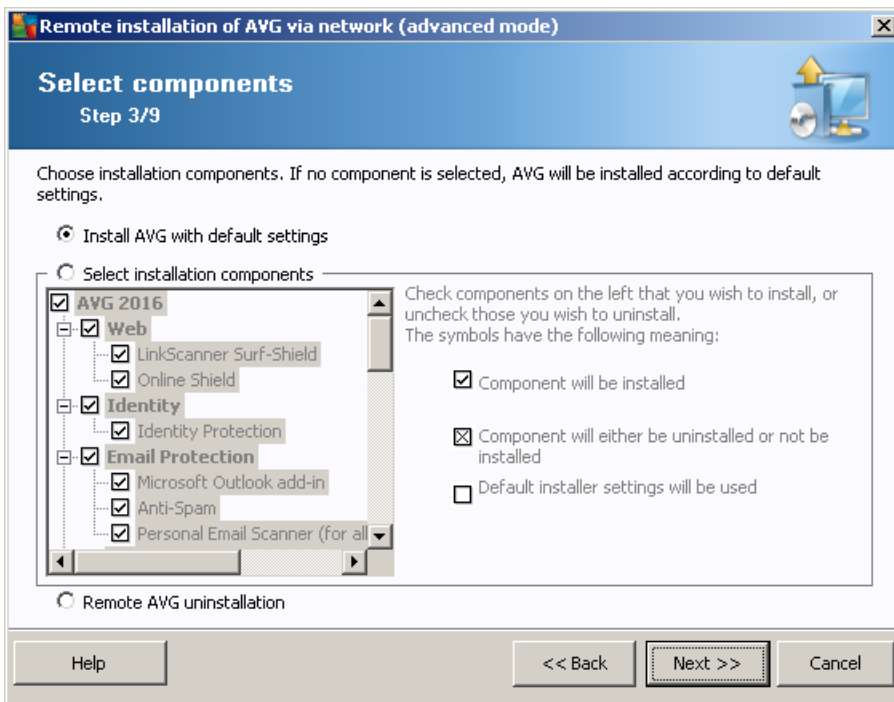 Remote installation of AVG via network (advanced mode)
Select components
Step 3/9
Choose installation components. If no component is selected, AVG will be installed according to default
settings.
Install AVG with default settings
Select installation components
AVG 2016
Web
LinkScanner Surf-Shield
Online Shield
Identity
Identity Protection
Email Protection
Microsoft Outlook add-in
Anti-Spam
Personal Email Scanner (for all
Check components on the left that you wish to install, or
uncheck those you wish to uninstall.
The symbols have the following meaning:
Component will be installed
Component will either be uninstalled or not be
installed
Default installer settings will be used
Remote AVG uninstallation
Help
<< Back
Next >>
Cancel